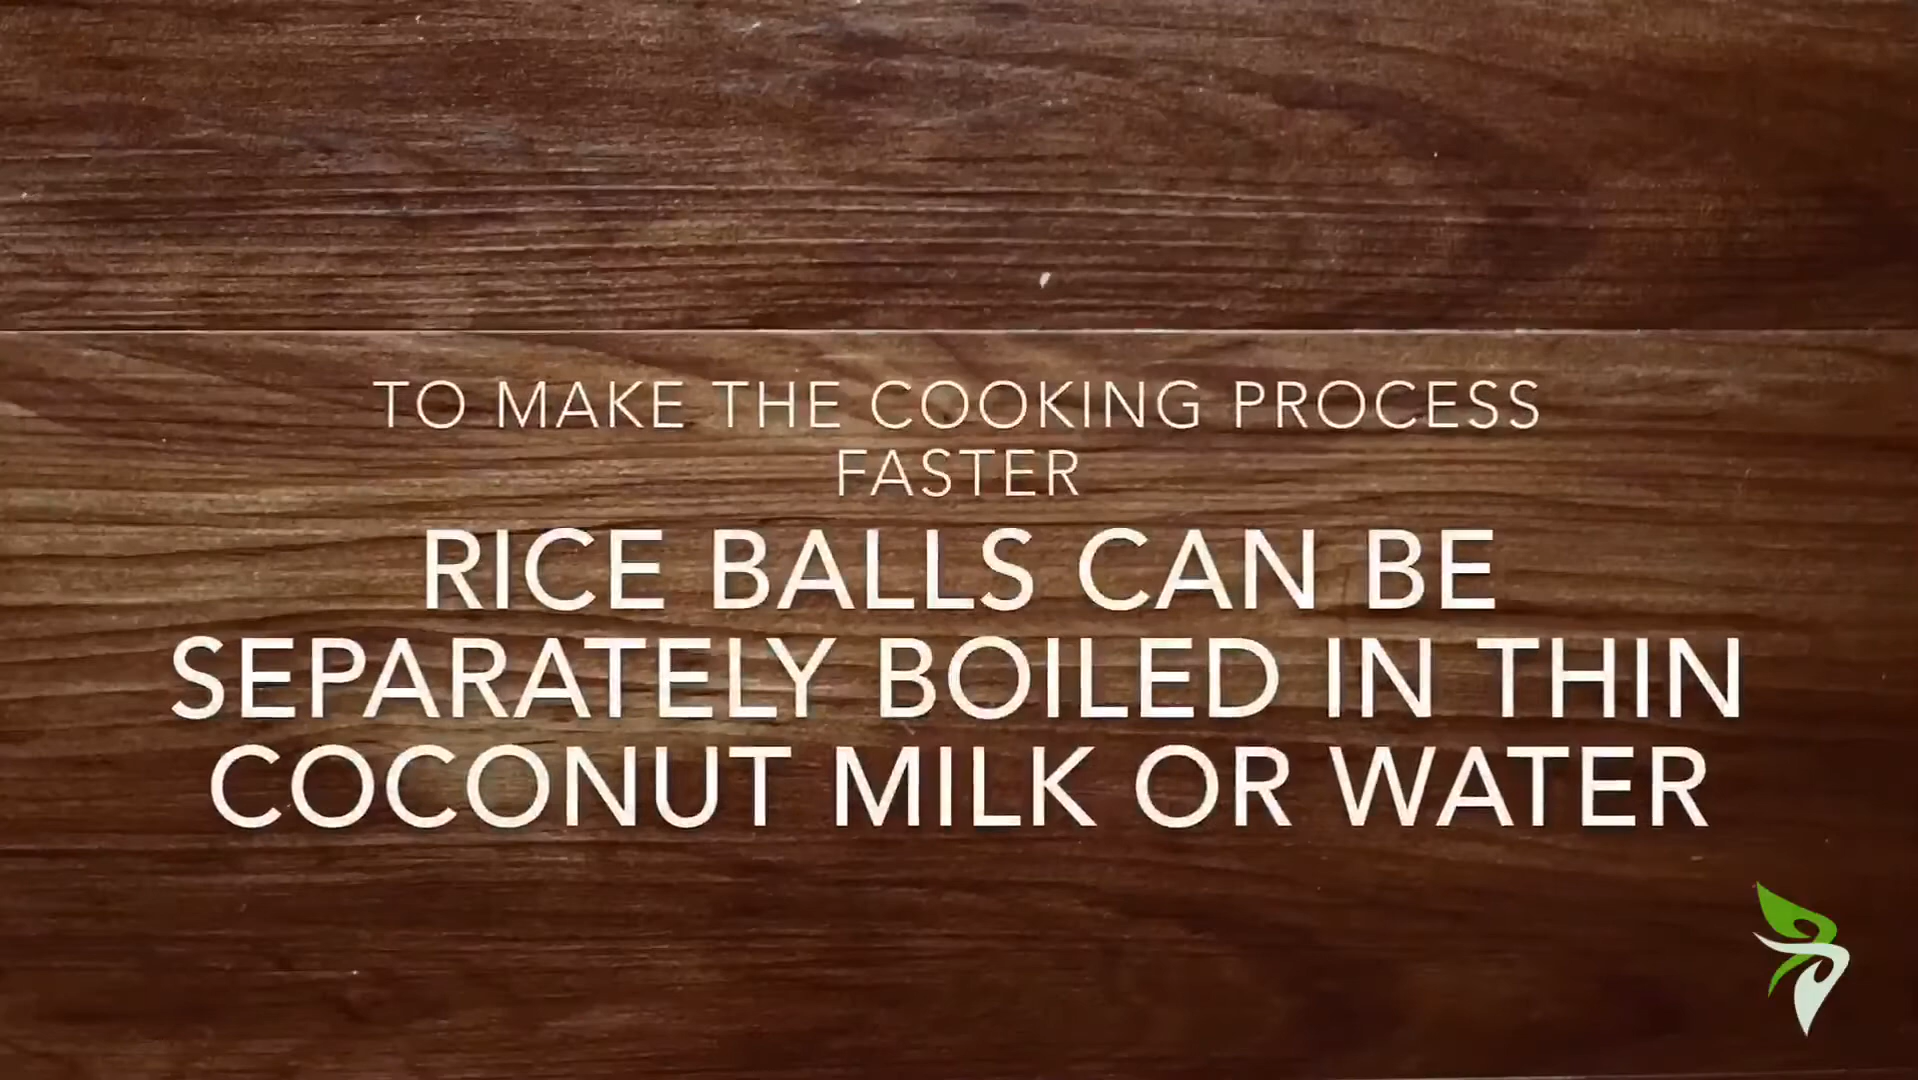 TO MAKE THE COOKING PROCESS
FASTER
RICE BALLS CAN BE
SEPARATELY BOILED IN THIN
COCONUT MILK OR WATER